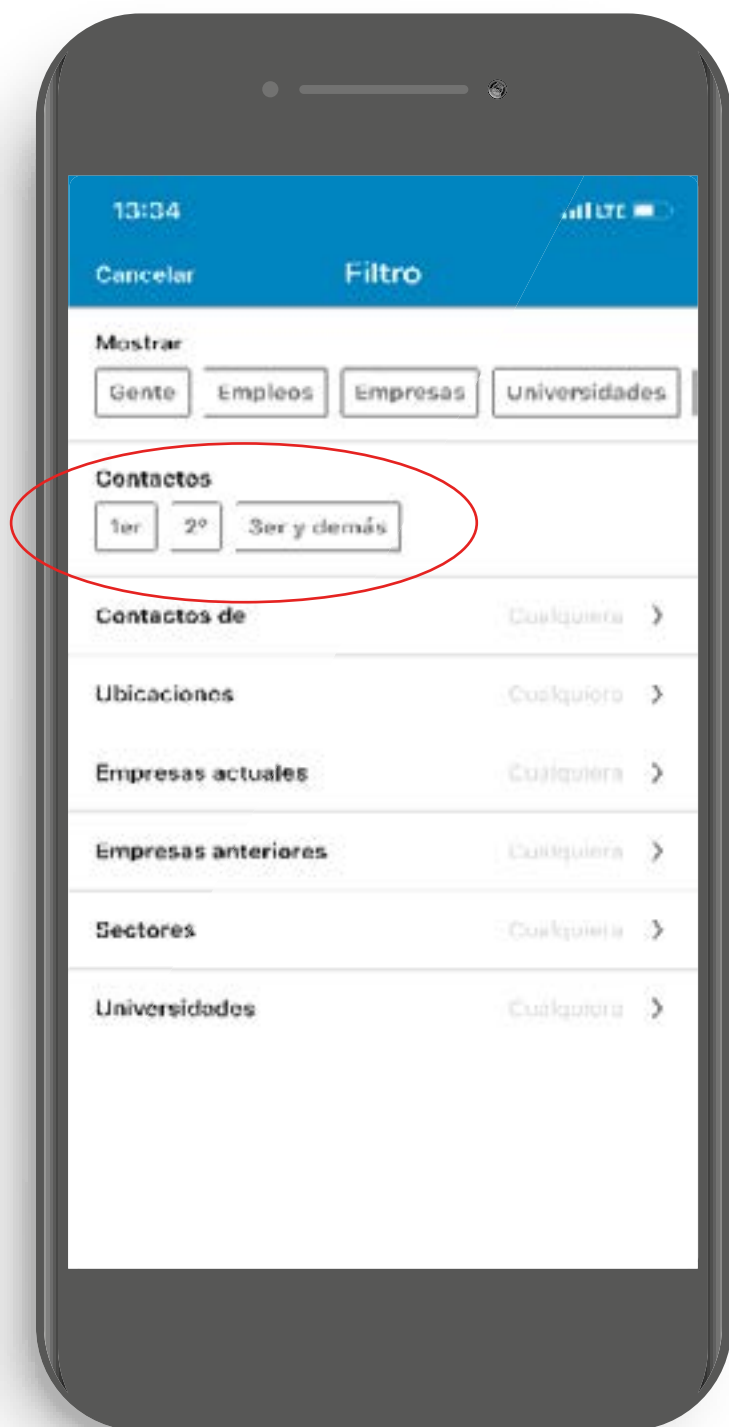 13:34 LTE
Cancelar Filtro
Mostrar
Gente Empleos Empresas Universidades
Contactos
1er 2º 3er y demás
Contactos de Cualquiera
Ubicaciones Cualquiera
Empresas actuales Cualquiera
Empresas anteriores Cualquiera
Sectores Cualquiera
Universidades Cualquiera